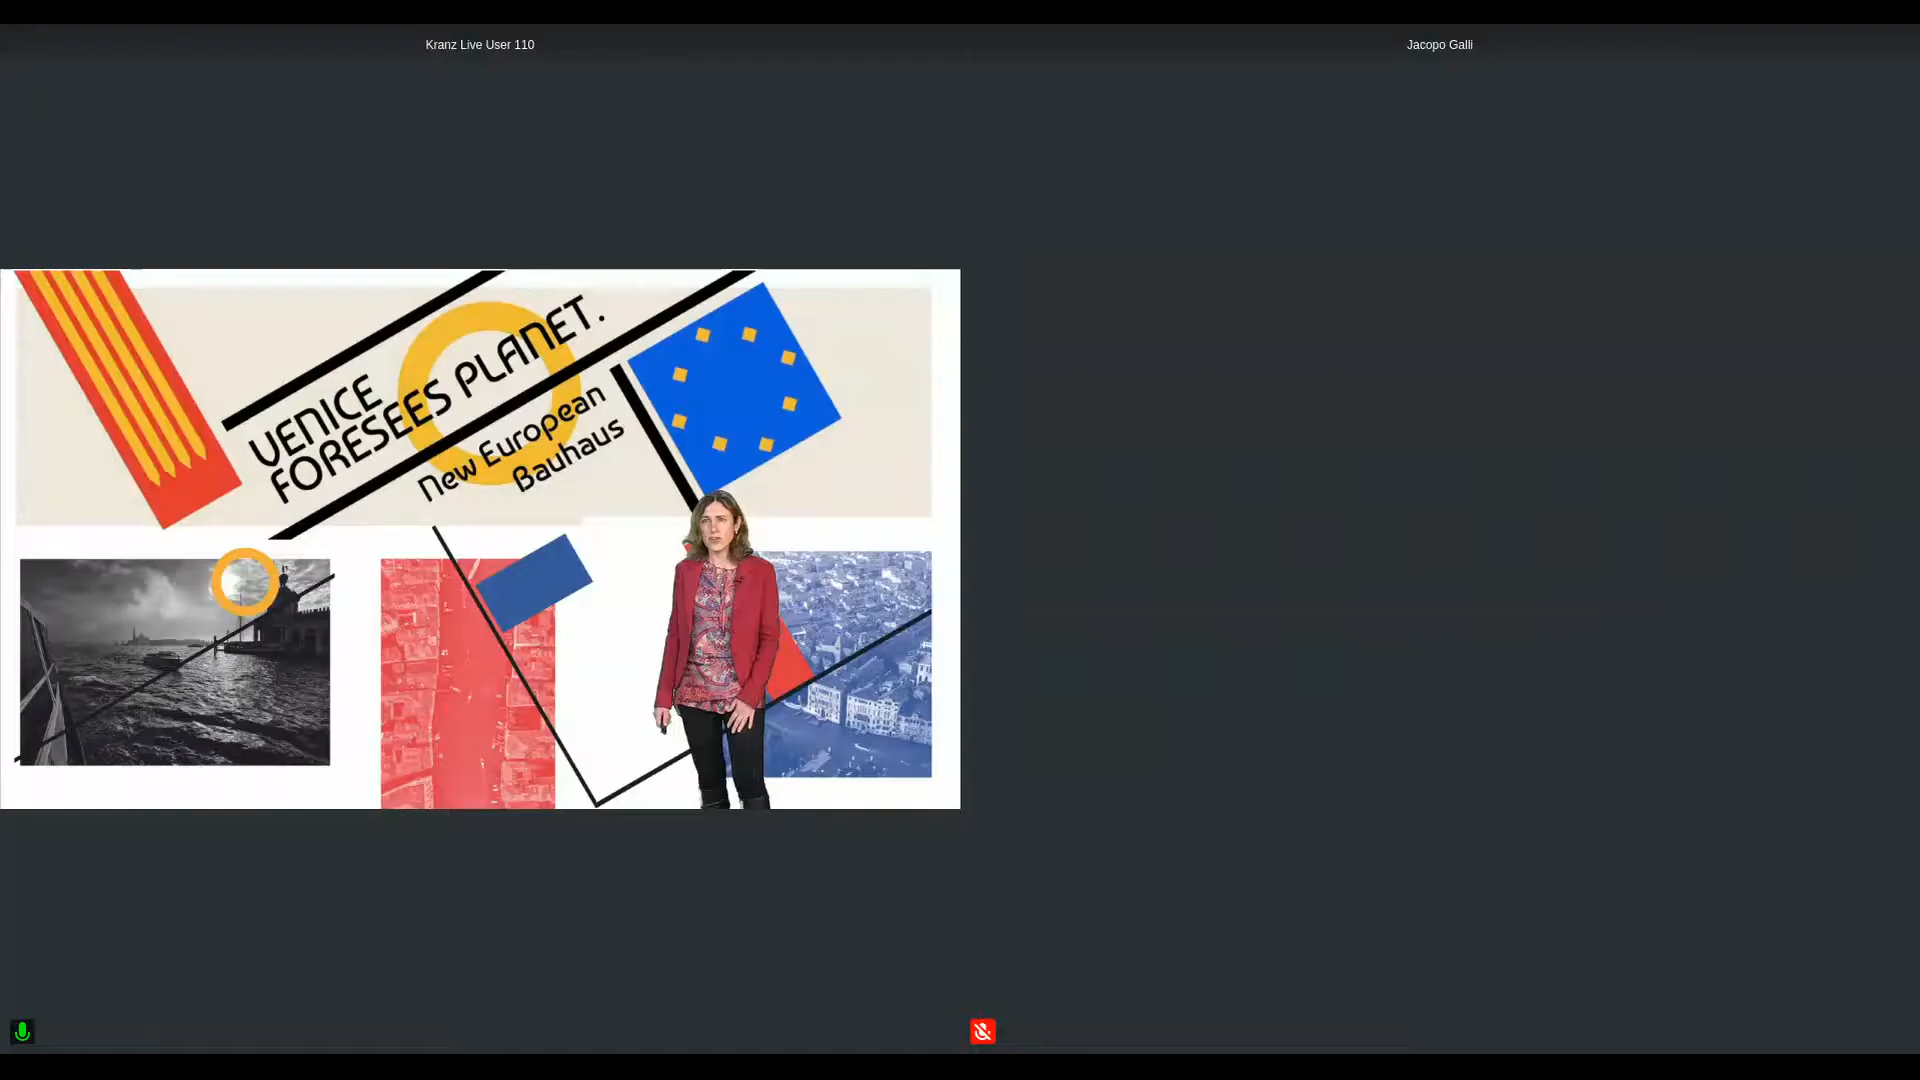 Kranz Live User 110
Jacopo Galli
VENICE
FORESEES PLANET.
New European
Bauhaus